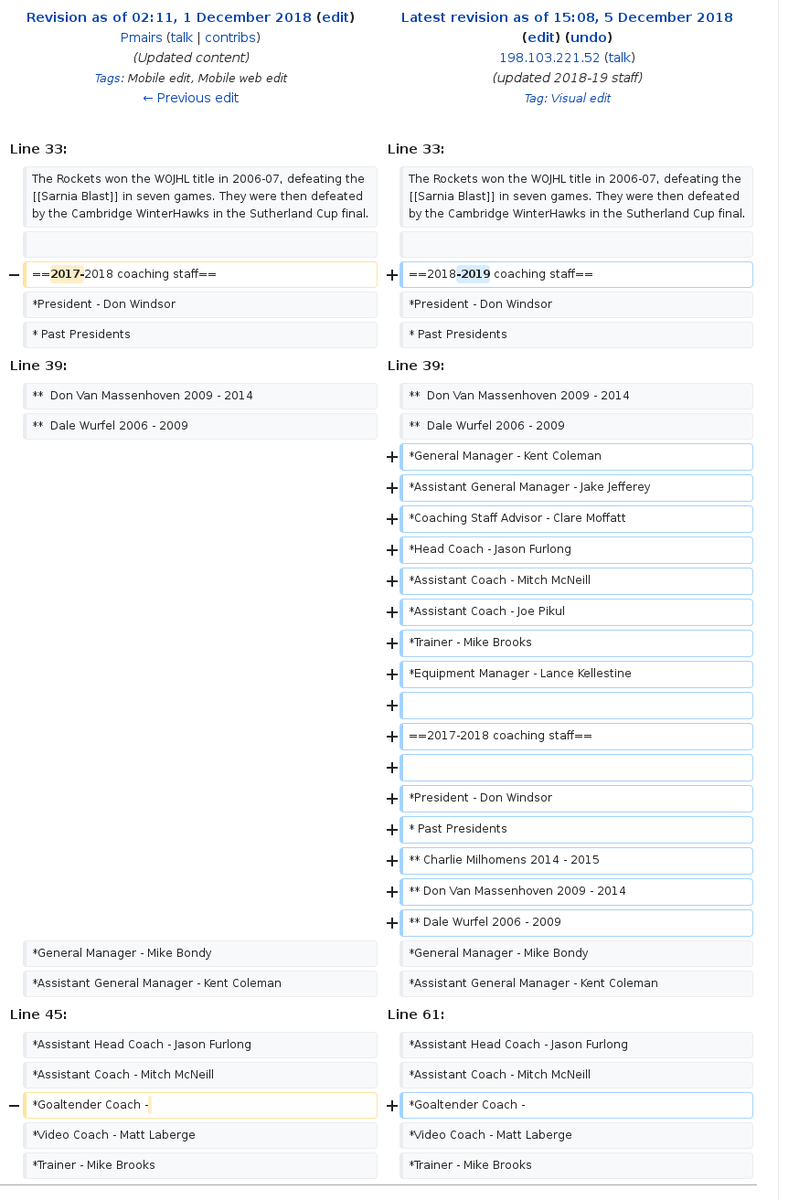 Revision as of 02:11, 1 December 2018 (edit)
Pmairs (talk | contribs)
(Updated content)
Tags: Mobile edit, Mobile web edit
← Previous edit
Latest revision as of 15:08, 5 December 2018
(edit) (undo)
198.103.221.52 (talk)
(updated 2018-19 staff)
Tag: Visual edit
Line 33:
Line 33:
The Rockets won the WOJHL title in 2006-07, defeating the
[[Sarnia Blast]] in seven games. They were then defeated
by the Cambridge WinterHawks in the Sutherland Cup final.
The Rockets won the WOJHL title in 2006-07, defeating the
[[Sarnia Blast]] in seven games. They were then defeated
by the Cambridge WinterHawks in the Sutherland Cup final.
− ==2017-2018 coaching staff==
+ ==2018-2019 coaching staff==
*President - Don Windsor
*President - Don Windsor
* Past Presidents
* Past Presidents
Line 39:
Line 39:
** Don Van Massenhoven 2009 - 2014
** Don Van Massenhoven 2009 - 2014
** Dale Wurfel 2006 - 2009
** Dale Wurfel 2006 - 2009
+ *General Manager - Kent Coleman
+ *Assistant General Manager - Jake Jefferey
+ *Coaching Staff Advisor - Clare Moffatt
+ *Head Coach - Jason Furlong
+ *Assistant Coach - Mitch McNeill
+ *Assistant Coach - Joe Pikul
+ *Trainer - Mike Brooks
+ *Equipment Manager - Lance Kellestine
+
+ ==2017-2018 coaching staff==
+
+ *President - Don Windsor
+ * Past Presidents
+ ** Charlie Milhomens 2014 - 2015
+ ** Don Van Massenhoven 2009 - 2014
+ ** Dale Wurfel 2006 - 2009
*General Manager - Mike Bondy
*General Manager - Mike Bondy
*Assistant General Manager - Kent Coleman
*Assistant General Manager - Kent Coleman
Line 45:
Line 61:
*Assistant Head Coach - Jason Furlong
*Assistant Head Coach - Jason Furlong
*Assistant Coach - Mitch McNeill
*Assistant Coach - Mitch McNeill
− *Goaltender Coach -
+ *Goaltender Coach -
*Video Coach - Matt Laberge
*Video Coach - Matt Laberge
*Trainer - Mike Brooks
*Trainer - Mike Brooks